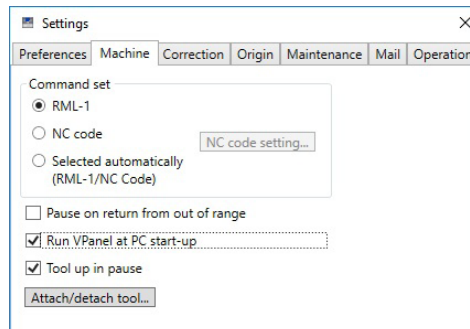 Settings
Preferences Machine Correction Origin Maintenance Mail Operation
Command set
RML-1
NC code
NC code setting...
Selected automatically
(RML-1/NC Code)
Pause on return from out of range
Run VPanel at PC start-up
Tool up in pause
Attach/detach tool...